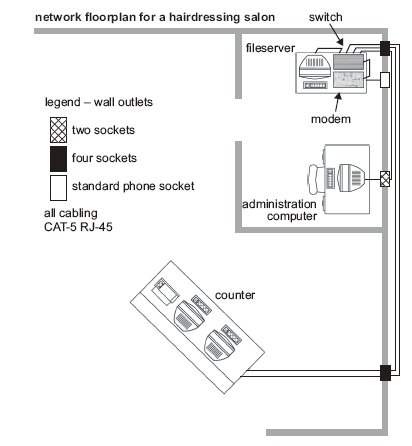 network floorplan for a hairdressing salon
switch
fileserver
modem
legend – wall outlets
two sockets
four sockets
standard phone socket
all cabling
CAT-5 RJ-45
administration
computer
counter